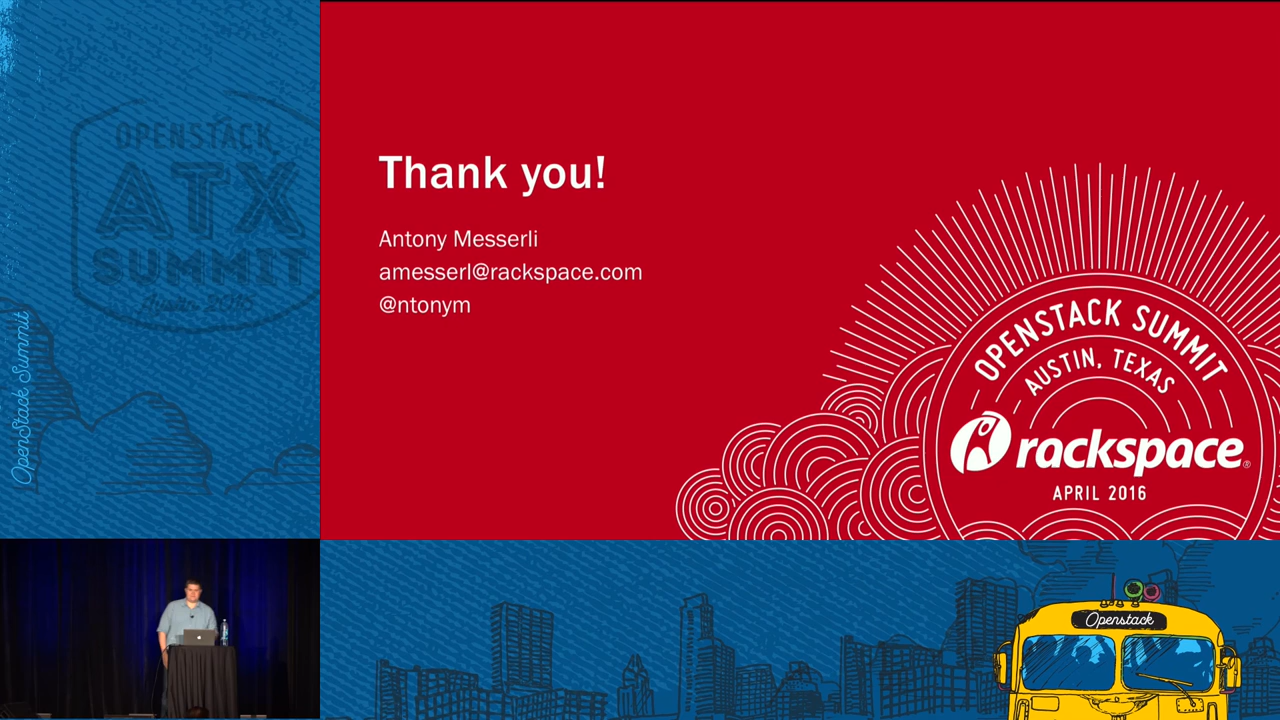 OPENSTACK
ATX
SUMMIT
Austin 2016
OpenStack Summit
Thank you!
Antony Messerli
amesserl@rackspace.com
@ntonym
OPENSTACK SUMMIT
AUSTIN, TEXAS
rackspace®
APRIL 2016
Openstack